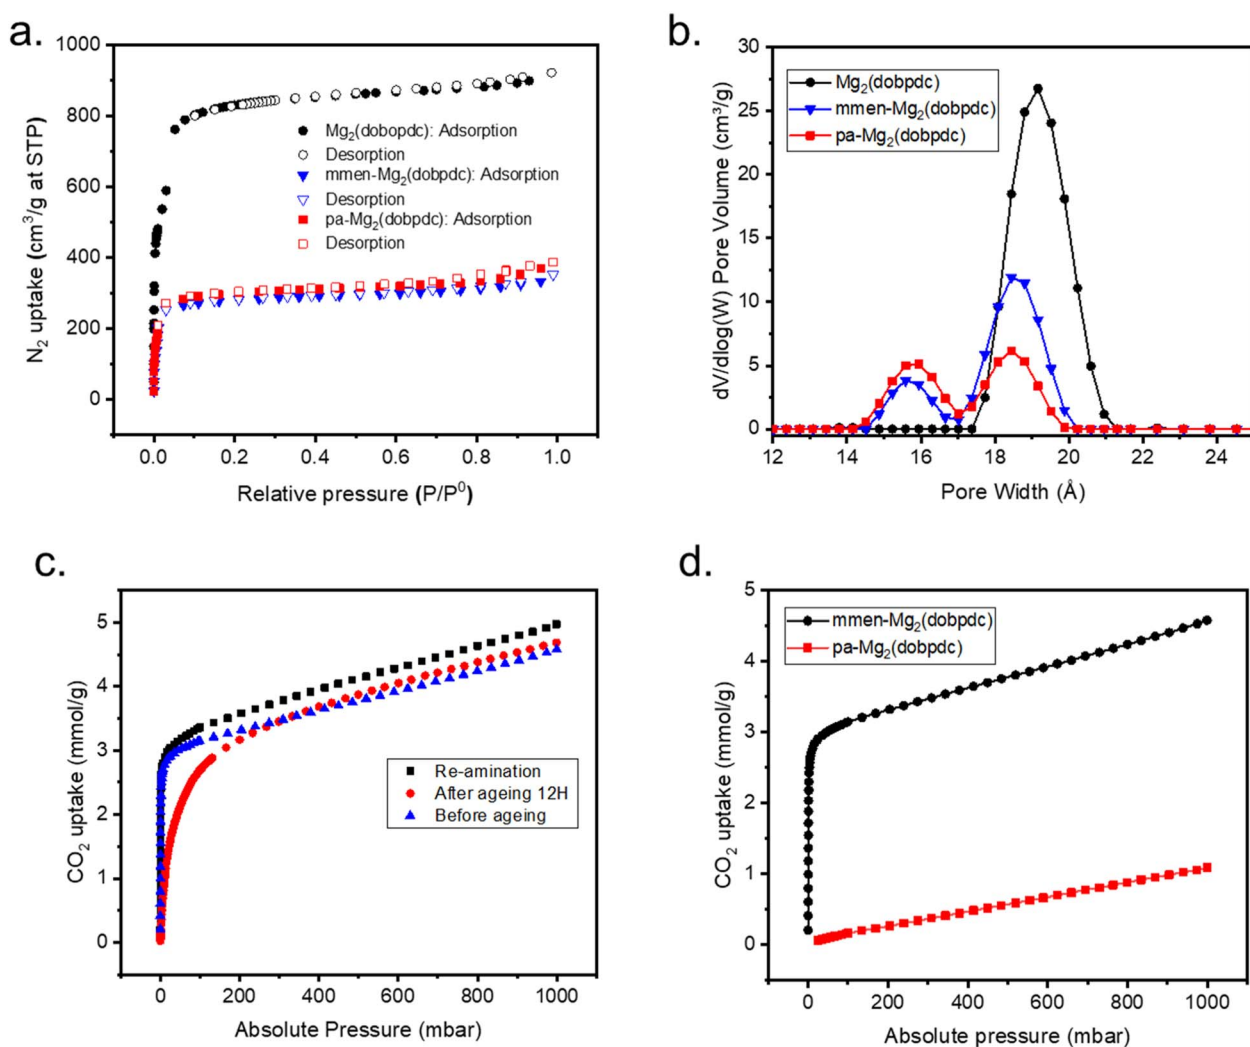 a.
1000
800
600
400
200
0
N₂ uptake (cm³/g at STP)
Mg₂(dobopdc): Adsorption
Desorption
mmen-Mg₂(dobpdc): Adsorption
Desorption
pa-Mg₂(dobpdc): Adsorption
Desorption
0.0 0.2 0.4 0.6 0.8 1.0
Relative pressure (P/P⁰)
b.
30
25
20
15
10
5
0
dV/dlog(W) Pore Volume (cm³/g)
Mg₂(dobpdc)
mmen-Mg₂(dobpdc)
pa-Mg₂(dobpdc)
12 14 16 18 20 22 24
Pore Width (Å)
c.
5
4
3
2
1
0
CO₂ uptake (mmol/g)
Re-amination
After ageing 12H
Before ageing
0 200 400 600 800 1000
Absolute Pressure (mbar)
d.
5
4
3
2
1
0
CO₂ uptake (mmol/g)
mmen-Mg₂(dobpdc)
pa-Mg₂(dobpdc)
0 200 400 600 800 1000
Absolute pressure (mbar)